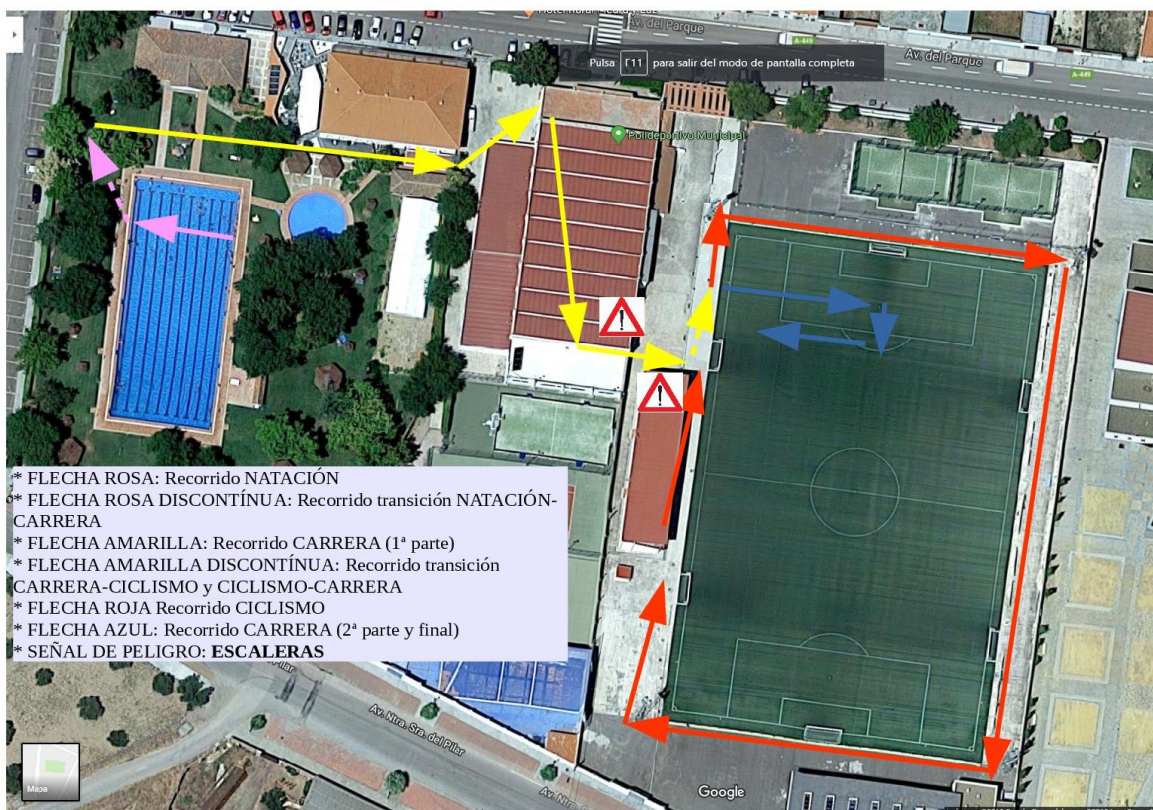 Av. del Parque
Av. del Parque
A-449
A-449
Pulsa F11 para salir del modo de pantalla completa
Polideportivo Municipal
* FLECHA ROSA: Recorrido NATACIÓN
* FLECHA ROSA DISCONTÍNUA: Recorrido transición NATACIÓN-
CARRERA
* FLECHA AMARILLA: Recorrido CARRERA (1ª parte)
* FLECHA AMARILLA DISCONTÍNUA: Recorrido transición
CARRERA-CICLISMO y CICLISMO-CARRERA
* FLECHA ROJA Recorrido CICLISMO
* FLECHA AZUL: Recorrido CARRERA (2ª parte y final)
* SEÑAL DE PELIGRO: ESCALERAS
Pilar
Av. Ntra. Sra. del Pilar
Av. Ntra. S
Mapa
Google